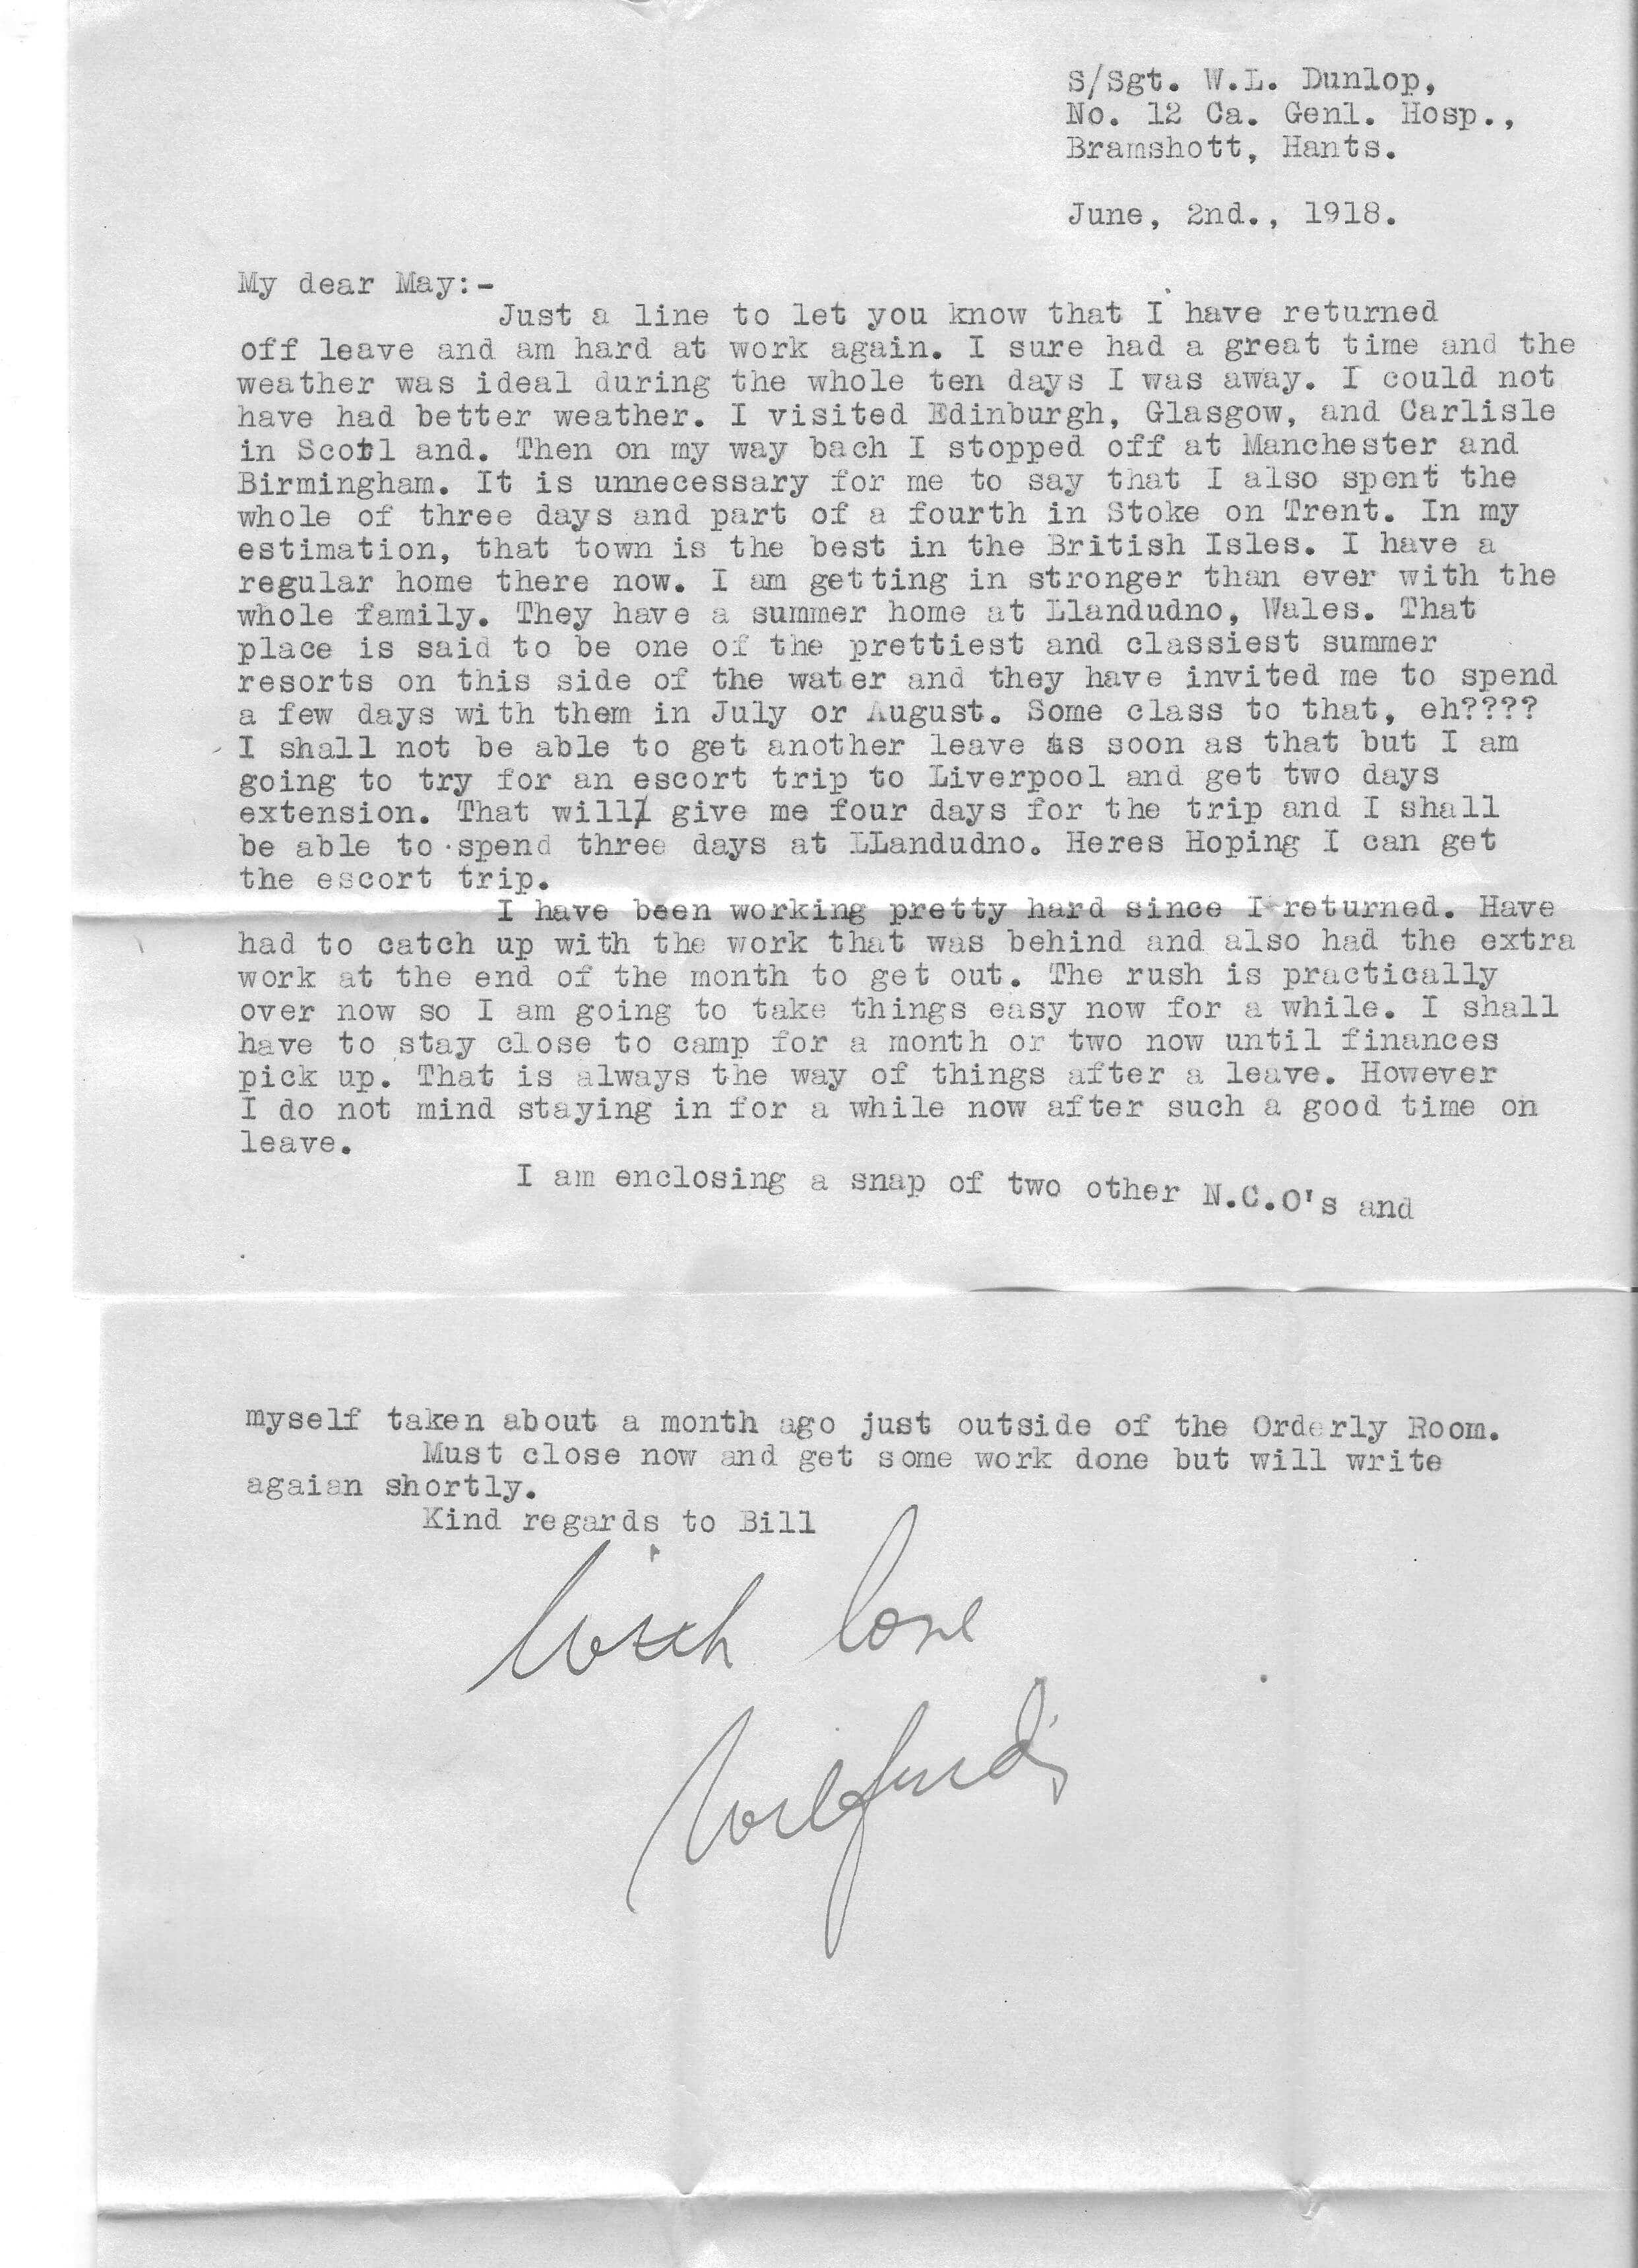 S/Sgt. W.L. Dunlop,
No. 12 Ca. Genl. Hosp.,
Bramshott, Hants.
June, 2nd., 1918.
My dear May:-
Just a line to let you know that I have returned
off leave and am hard at work again. I sure had a great time and the
weather was ideal during the whole ten days I was away. I could not
have had better weather. I visited Edinburgh, Glasgow, and Carlisle
in Scotl and. Then on my way bach I stopped off at Manchester and
Birmingham. It is unnecessary for me to say that I also spent the
whole of three days and part of a fourth in Stoke on Trent. In my
estimation, that town is the best in the British Isles. I have a
regular home there now. I am getting in stronger than ever with the
whole family. They have a summer home at Llandudno, Wales. That
place is said to be one of the prettiest and classiest summer
resorts on this side of the water and they have invited me to spend
a few days with them in July or August. Some class to that, eh????
I shall not be able to get another leave as soon as that but I am
going to try for an escort trip to Liverpool and get two days
extension. That will give me four days for the trip and I shall
be able to spend three days at LLandudno. Heres Hoping I can get
the escort trip.
I have been working pretty hard since I returned. Have
had to catch up with the work that was behind and also had the extra
work at the end of the month to get out. The rush is practically
over now so I am going to take things easy now for a while. I shall
have to stay close to camp for a month or two now until finances
pick up. That is always the way of things after a leave. However
I do not mind staying in for a while now after such a good time on
leave.
I am enclosing a snap of two other N.C.O's and
myself taken about a month ago just outside of the Orderly Room.
Must close now and get some work done but will write
agaian shortly.
Kind regards to Bill
With love
Wilfrid